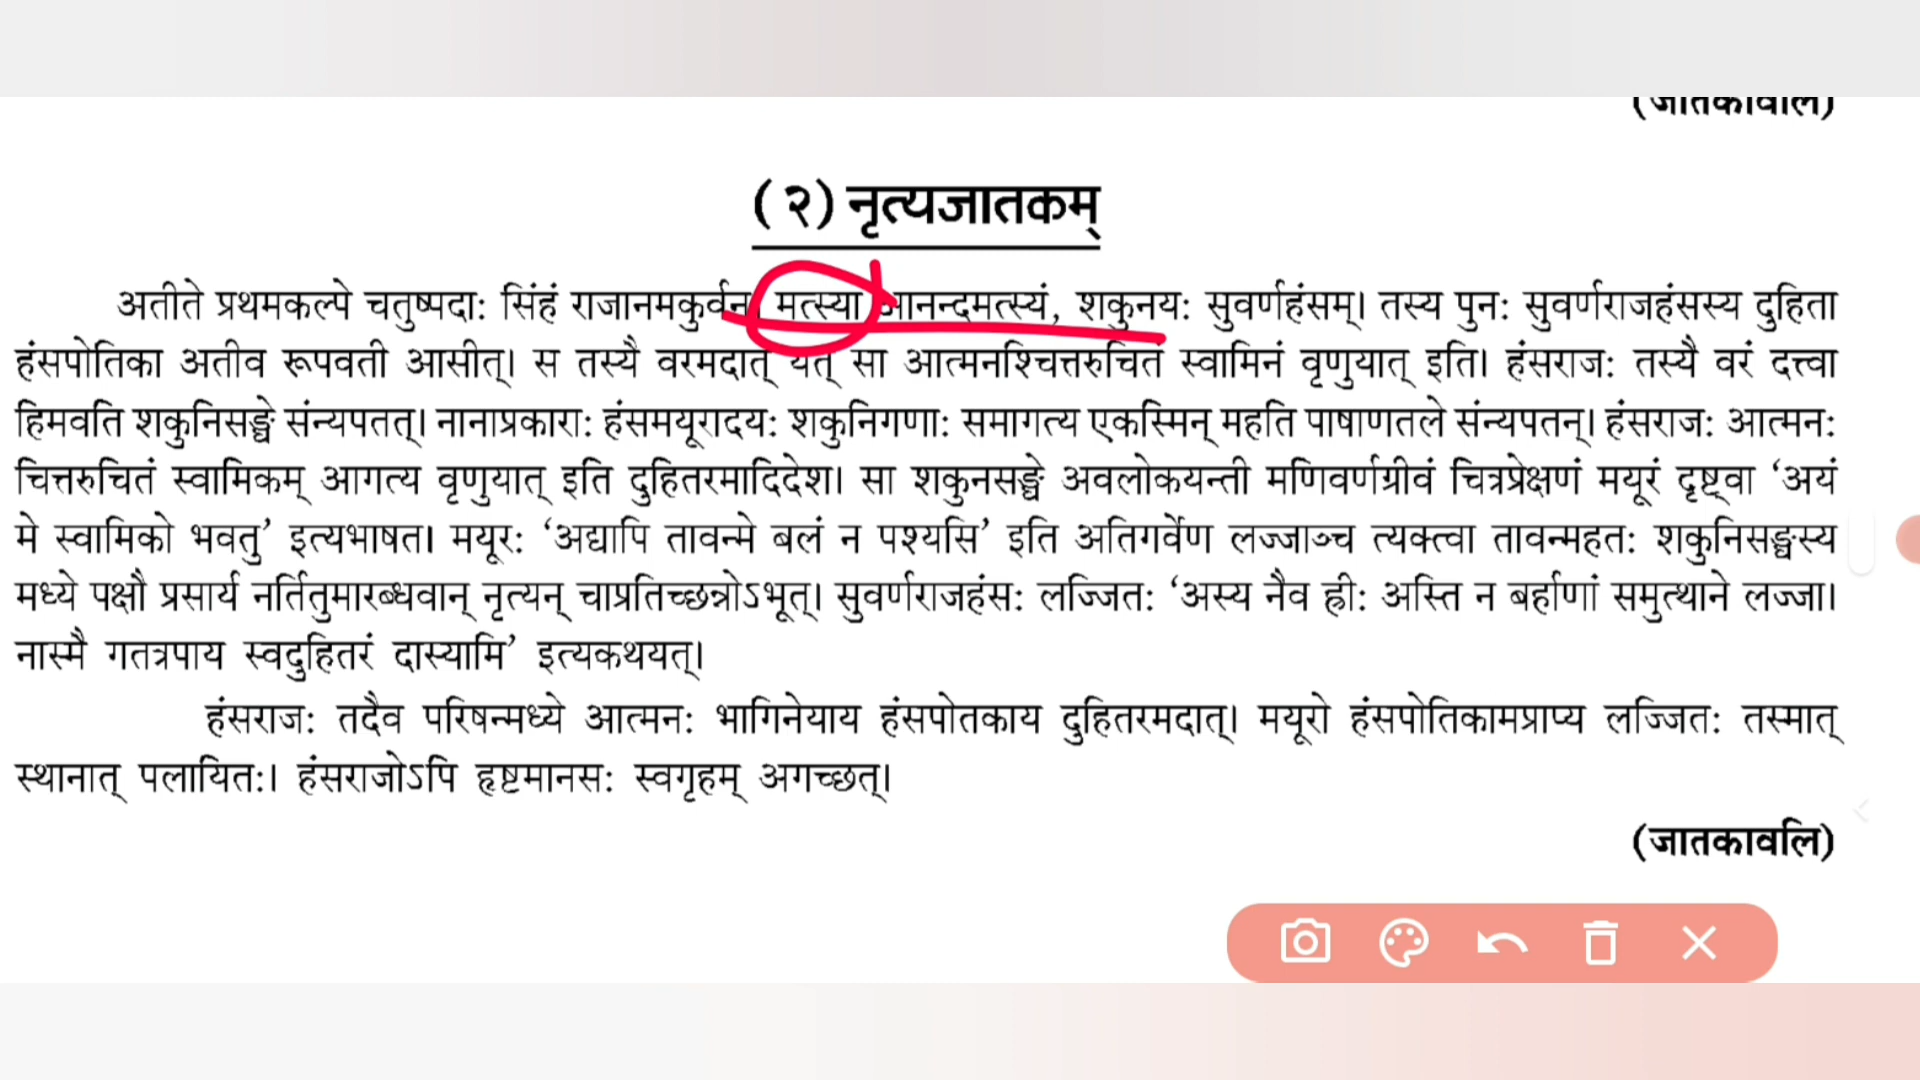 (जातकावलि)
(२) नृत्यजातकम्
अतीते प्रथमकल्पे चतुष्पदाः सिंहं राजानमकुर्वन् मत्स्या आनन्दमत्स्यं, शकुनयः सुवर्णहंसम्। तस्य पुनः सुवर्णराजहंसस्य दुहिता
हंसपोतिका अतीव रूपवती आसीत्। स तस्यै वरमदात् यत् सा आत्मनश्चित्तरुचितं स्वामिनं वृणुयात् इति। हंसराजः तस्यै वरं दत्त्वा
हिमवति शकुनिसङ्घे संन्यपतत्। नानाप्रकाराः हंसमयूरादयः शकुनिगणाः समागत्य एकस्मिन् महति पाषाणतले संन्यपतन्। हंसराजः आत्मनः
चित्तरुचितं स्वामिकम् आगत्य वृणुयात् इति दुहितरमादिदेश। सा शकुनसङ्घे अवलोकयन्ती मणिवर्णग्रीवं चित्रप्रेक्षणं मयूरं दृष्ट्वा ‘अयं
मे स्वामिको भवतु’ इत्यभाषत। मयूरः ‘अद्यापि तावन्मे बलं न पश्यसि’ इति अतिगर्वेण लज्जाञ्च त्यक्त्वा तावन्महतः शकुनिसङ्घस्य
मध्ये पक्षौ प्रसार्य नर्तितुमारब्धवान् नृत्यन् चाप्रतिच्छन्नोऽभूत्। सुवर्णराजहंसः लज्जितः ‘अस्य नैव ह्रीः अस्ति न बर्हाणां समुत्थाने लज्जा।
नास्मै गतत्रपाय स्वदुहितरं दास्यामि’ इत्यकथयत्।
हंसराजः तदैव परिषन्मध्ये आत्मनः भागिनेयाय हंसपोतकाय दुहितरमदात्। मयूरो हंसपोतिकामप्राप्य लज्जितः तस्मात्
स्थानात् पलायितः। हंसराजोऽपि हृष्टमानसः स्वगृहम् अगच्छत्।
(जातकावलि)